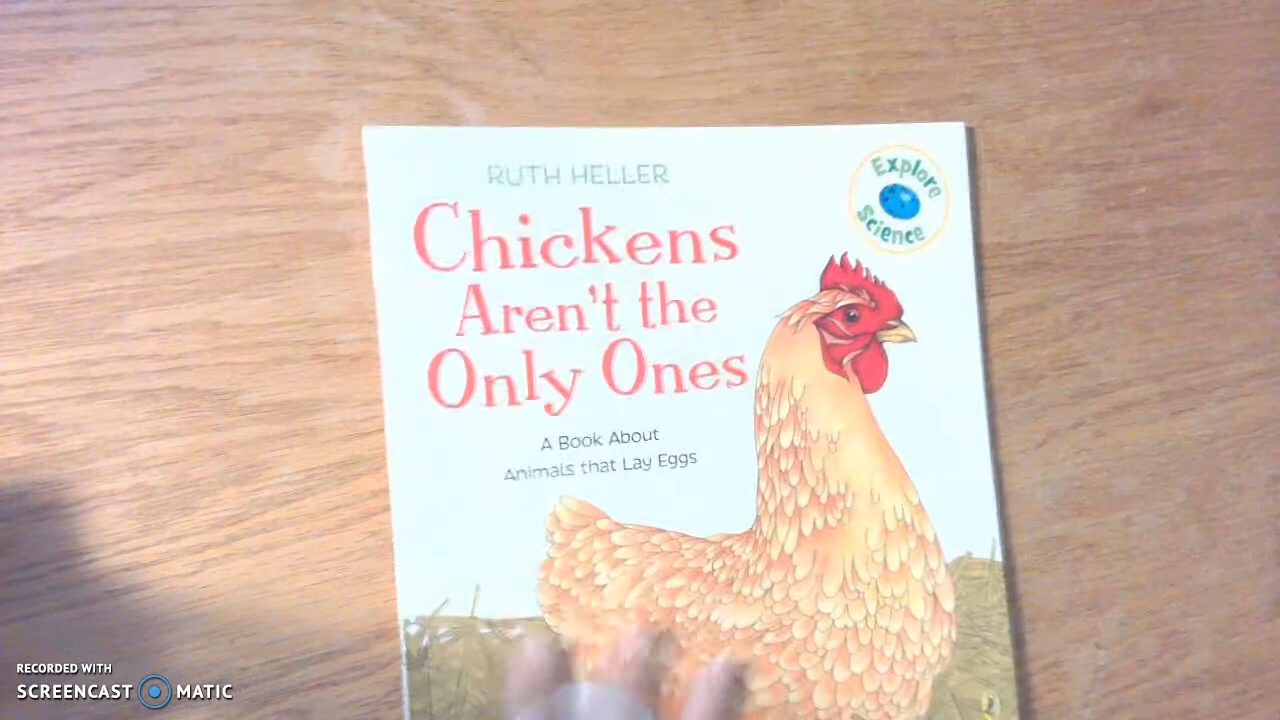 RUTH HELLER
Explore
Science
Chickens
Aren't the
Only Ones
A Book About
Animals that Lay Eggs
RECORDED WITH
SCREENCAST MATIC